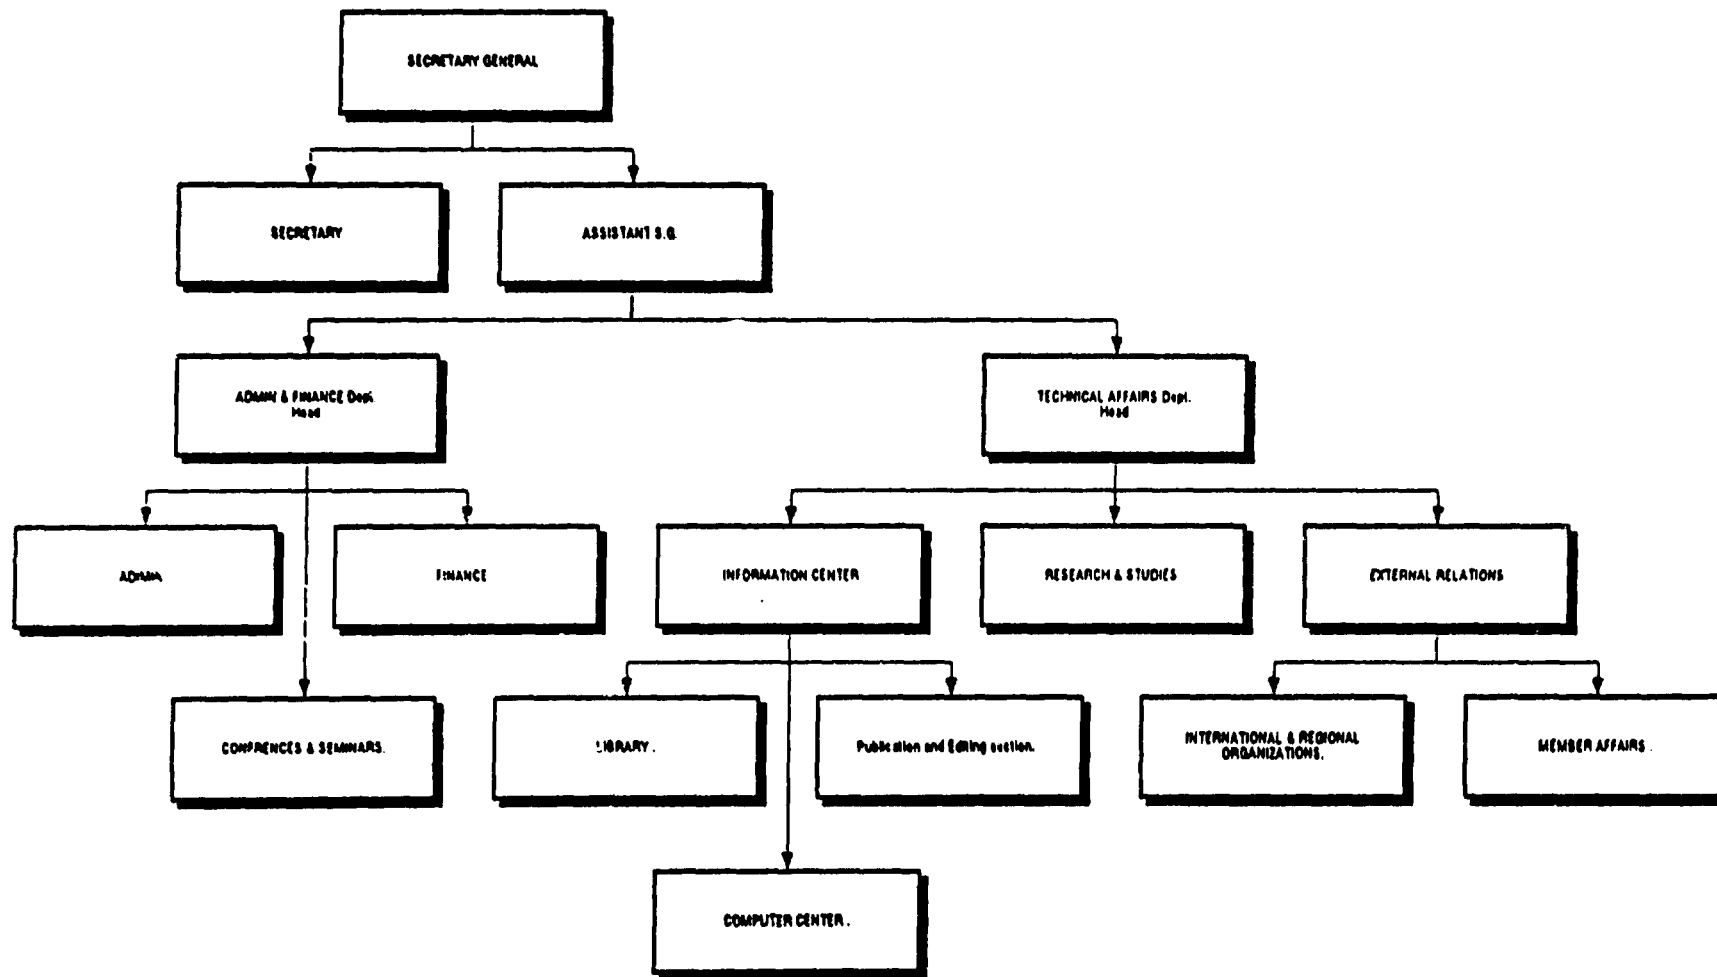 SECRETARY GENERAL
SECRETARY
ASSISTANT S.G.
ADMIN & FINANCE Dept.
Head
TECHNICAL AFFAIRS Dept.
Head
ADMIN.
FINANCE
INFORMATION CENTER
RESEARCH & STUDIES
EXTERNAL RELATIONS
CONFRENCES & SEMINARS.
LIBRARY .
Publication and Editing section.
INTERNATIONAL & REGIONAL
ORGANIZATIONS.
MEMBER AFFAIRS .
COMPUTER CENTER .